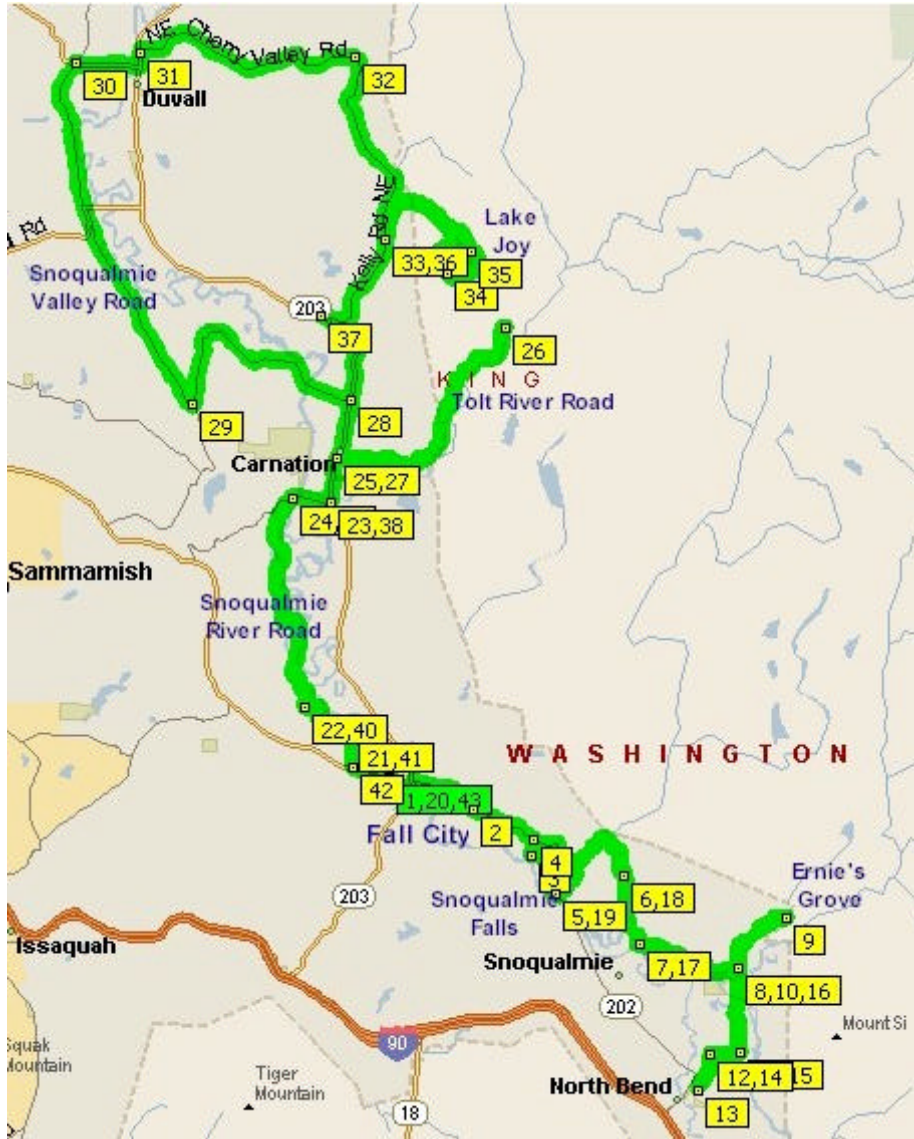 NE Cherry Valley Rd
30
31
Duvall
32
Rd
Kelly Rd NE
Lake
Joy
33,36
35
34
Snoqualmie
Valley Road
203
37
26
KING
Tolt River Road
29
28
Carnation
25,27
24,
23,38
Sammamish
Snoqualmie
River Road
22,40
WASHINGTON
21,41
42
1,20,43
2
Fall City
4
3
Ernie's
Grove
203
6,18
Snoqualmie
Falls
5,19
9
Issaquah
Snoqualmie
7,17
202
8,10,16
Mount Si
90
Squak
Mountain
Tiger
Mountain
North Bend
12,14
15
13
18